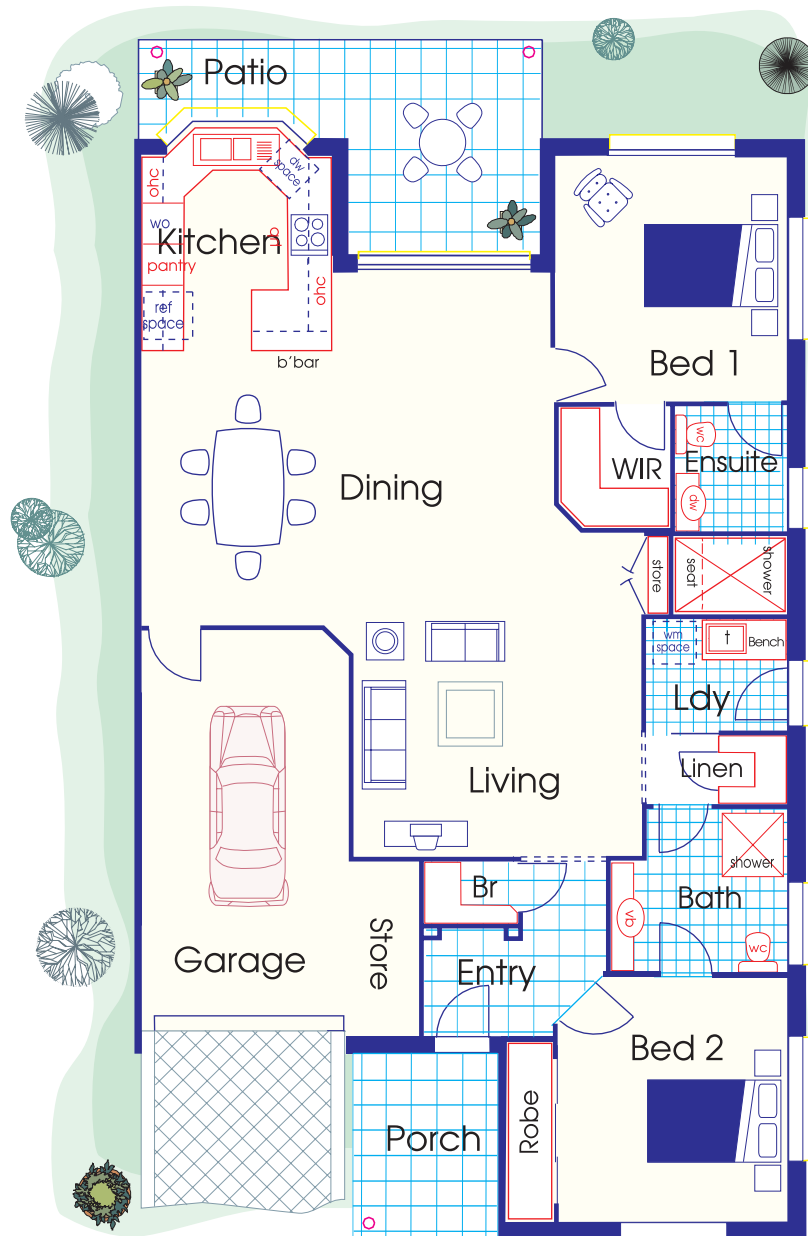 Patio
ohc
dw
space
wo
Kitchen
pantry
ohc
ref
space
b'bar
Bed 1
WIR
wc
Ensuite
dw
Dining
store
seat
shower
wm
space
t
Bench
Ldy
Linen
Living
shower
Br
Bath
vb
wc
Store
Garage
Entry
Bed 2
Robe
Porch